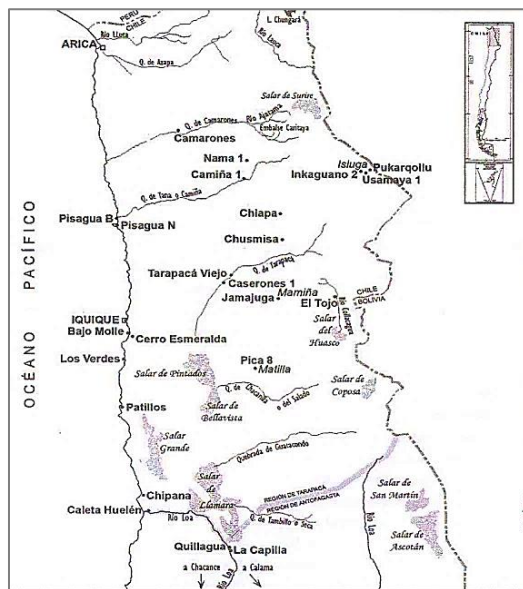 PERU
CHILE
Río Lluta
ARICA
Q. de Azapa
L. Chungará
Río Lauca
CHILE
Salar de Surire
Río Ajatama
Q. de Camarones
Embalse Caritaya
Camarones
Nama 1
Camiña 1
Isluga
Pukarqollu
Inkaguano 2
Usamaya 1
Q. de Tana o Camiña
Pisagua B
Pisagua N
Chiapa
Chusmisa
OCÉANO PACÍFICO
Q. de Tarapacá
Tarapacá Viejo
Caserones 1
Mamiña
Jamajuga
El Tojo
CHILE
BOLIVIA
IQUIQUE
Bajo Molle
Cerro Esmeralda
Salar
del
Huasco
Los Verdes
Pica 8
Matilla
Salar de Pintados
Salar de
Coposa
Q. de
o del Salado
Patillos
Salar de
Bellavista
Salar
Grande
Quebrada de Guatacondo
Salar
de
Llamara
REGIÓN DE TARAPACA
REGIÓN DE ANTOFAGASTA
Salar de
San Martín
Chipana
Caleta Huelén
Río Loa
Q. de Tambillo o Seca
Río Loa
Salar de
Ascotán
Quillagua
La Capilla
a Chacance
Río Loa
a Calama